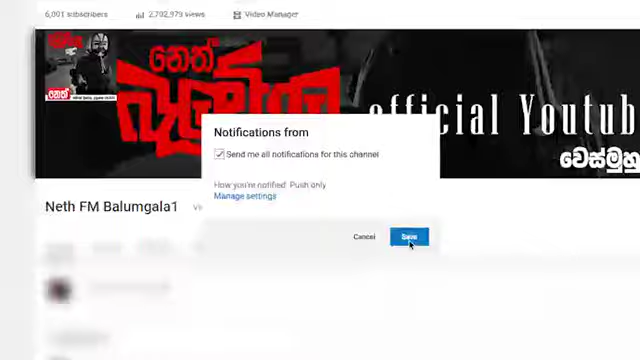 6,001 subscribers
2,702,979 views
Video Manager
නෙත්
official Youtub
වෙස්මුහු
Notifications from
Send me all notifications for this channel
How you're notified: Push only
Manage settings
Neth FM Balumgala1
Cancel
Save